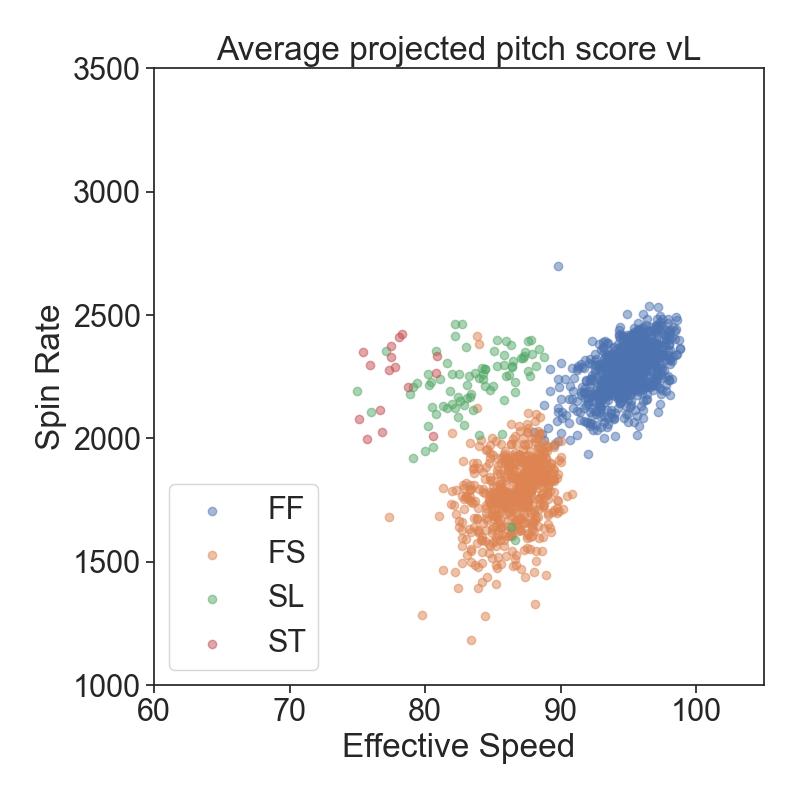 Average projected pitch score vL
3500
3000
2500
2000
1500
1000
Spin Rate
FF
FS
SL
ST
60
70
80
90
100
Effective Speed